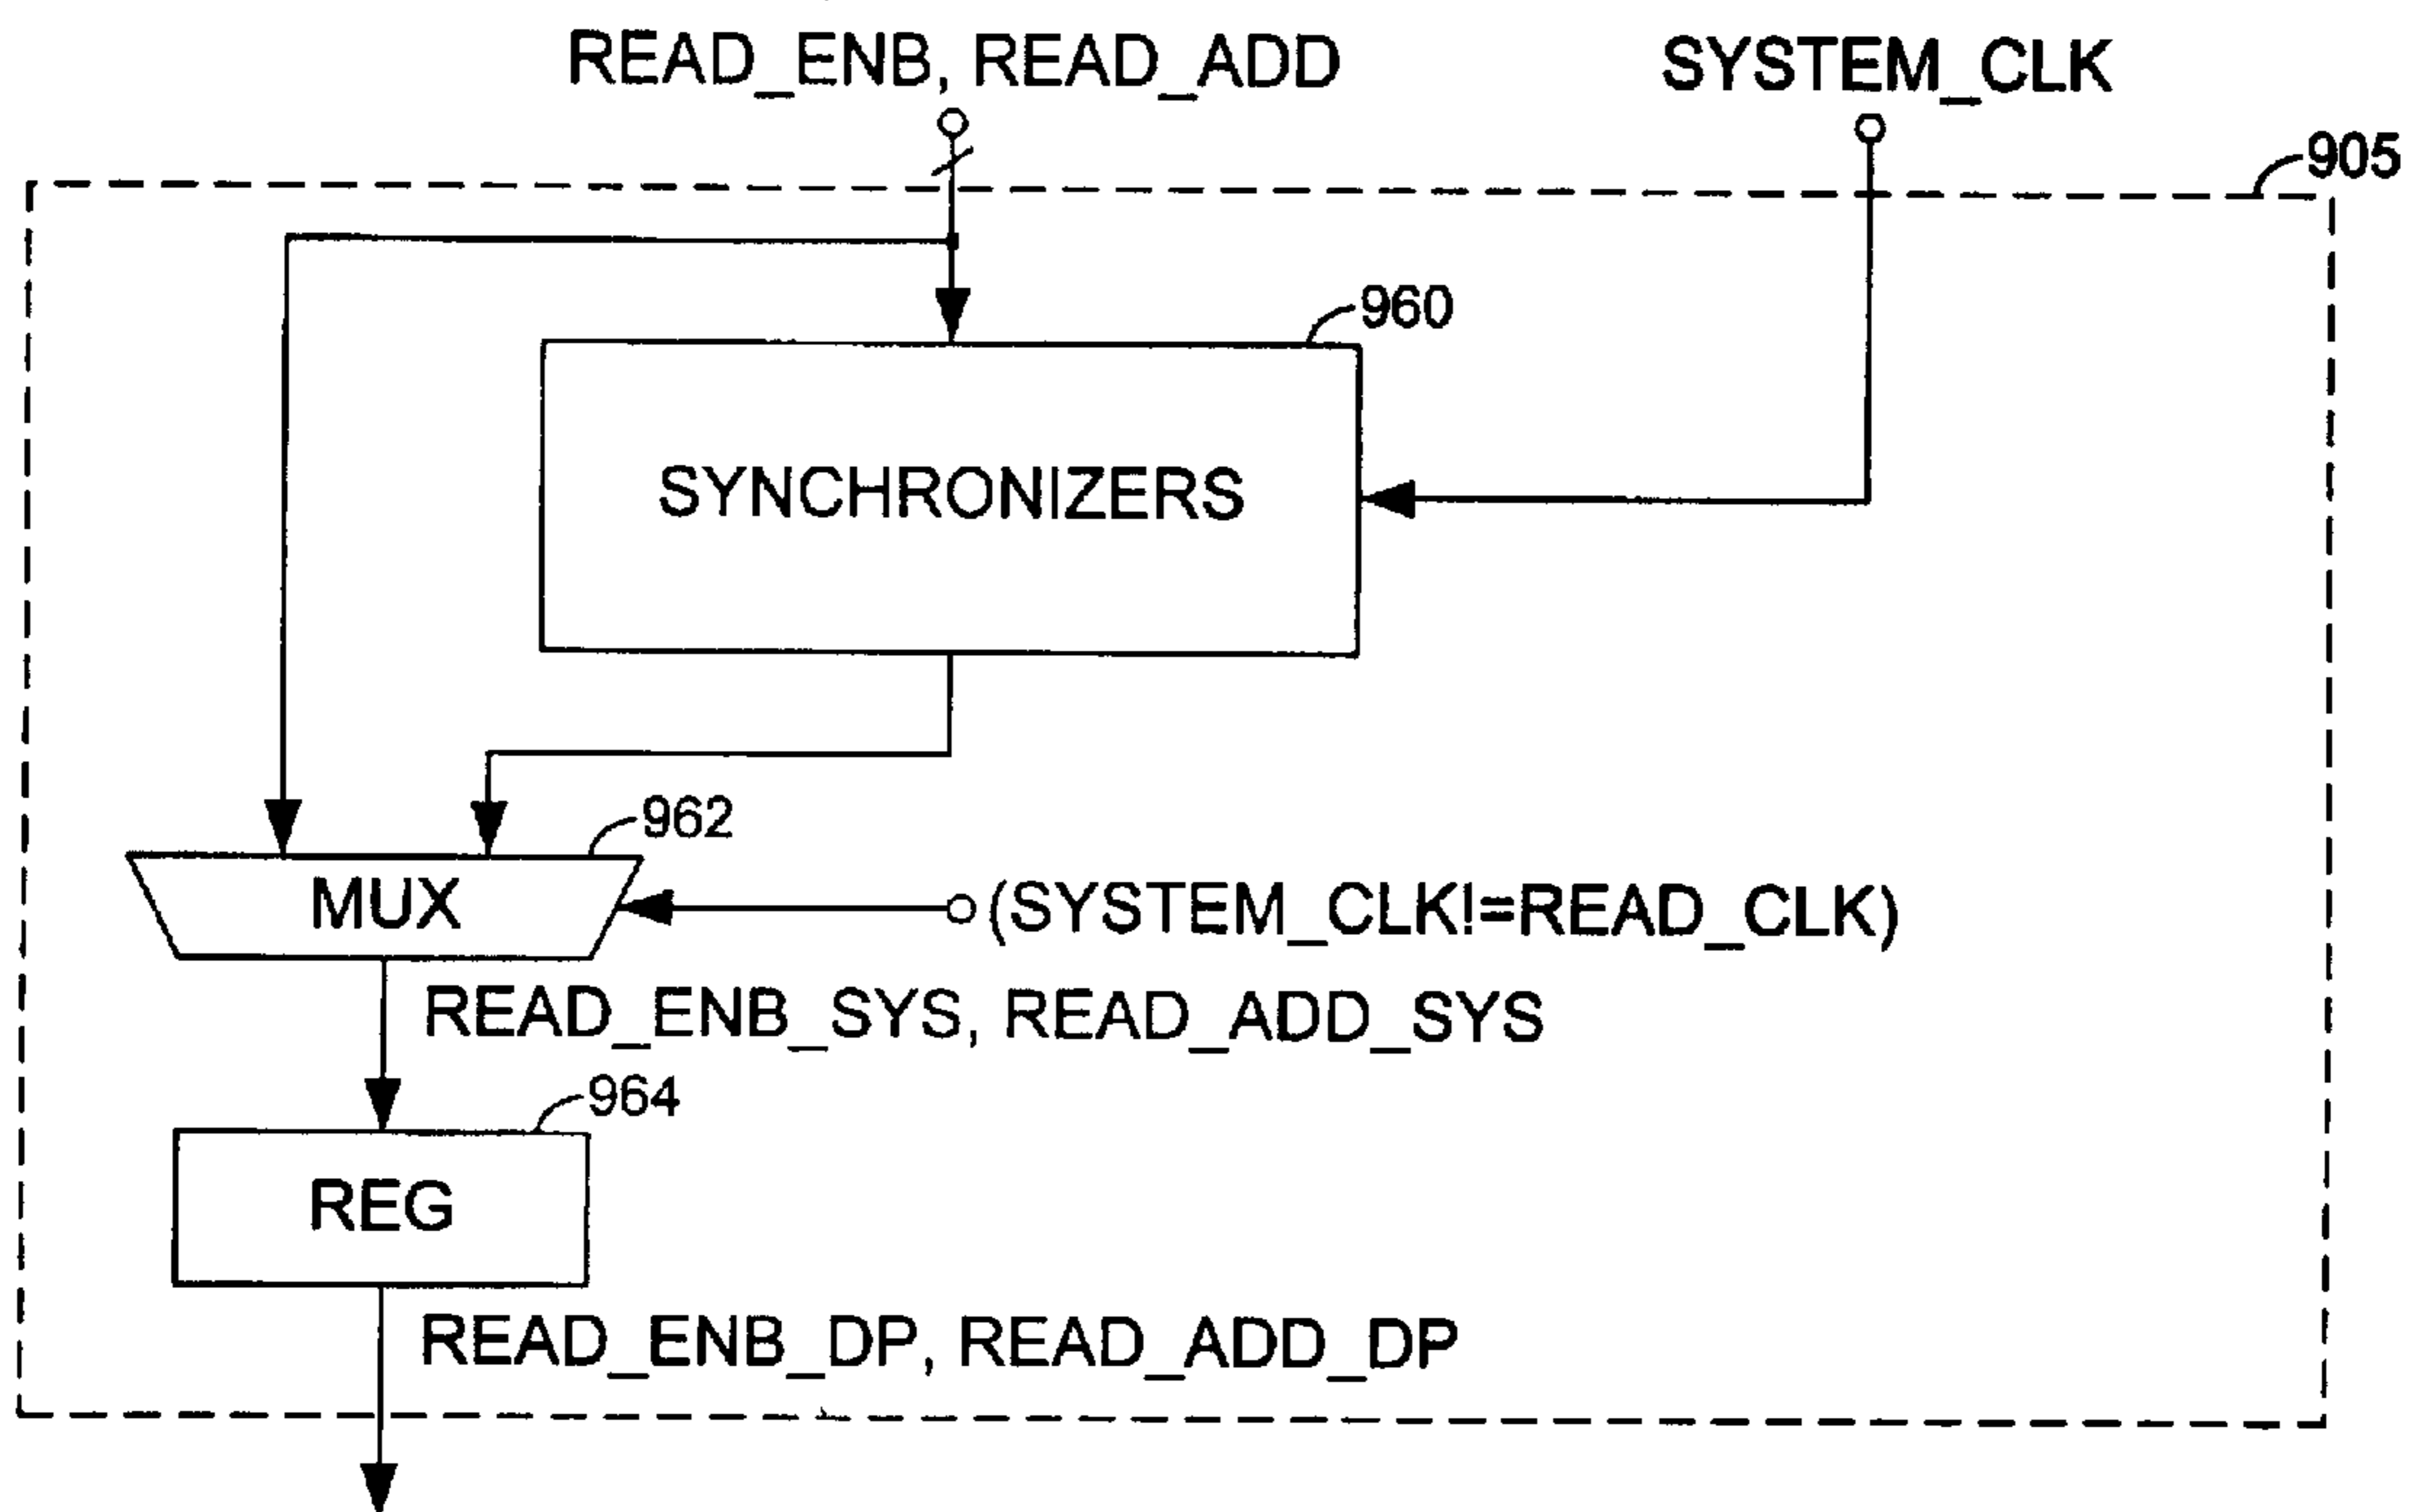 READ_ENB, READ_ADD
SYSTEM_CLK
905
960
SYNCHRONIZERS
962
MUX
(SYSTEM_CLK!=READ_CLK)
READ_ENB_SYS, READ_ADD_SYS
964
REG
READ_ENB_DP, READ_ADD_DP